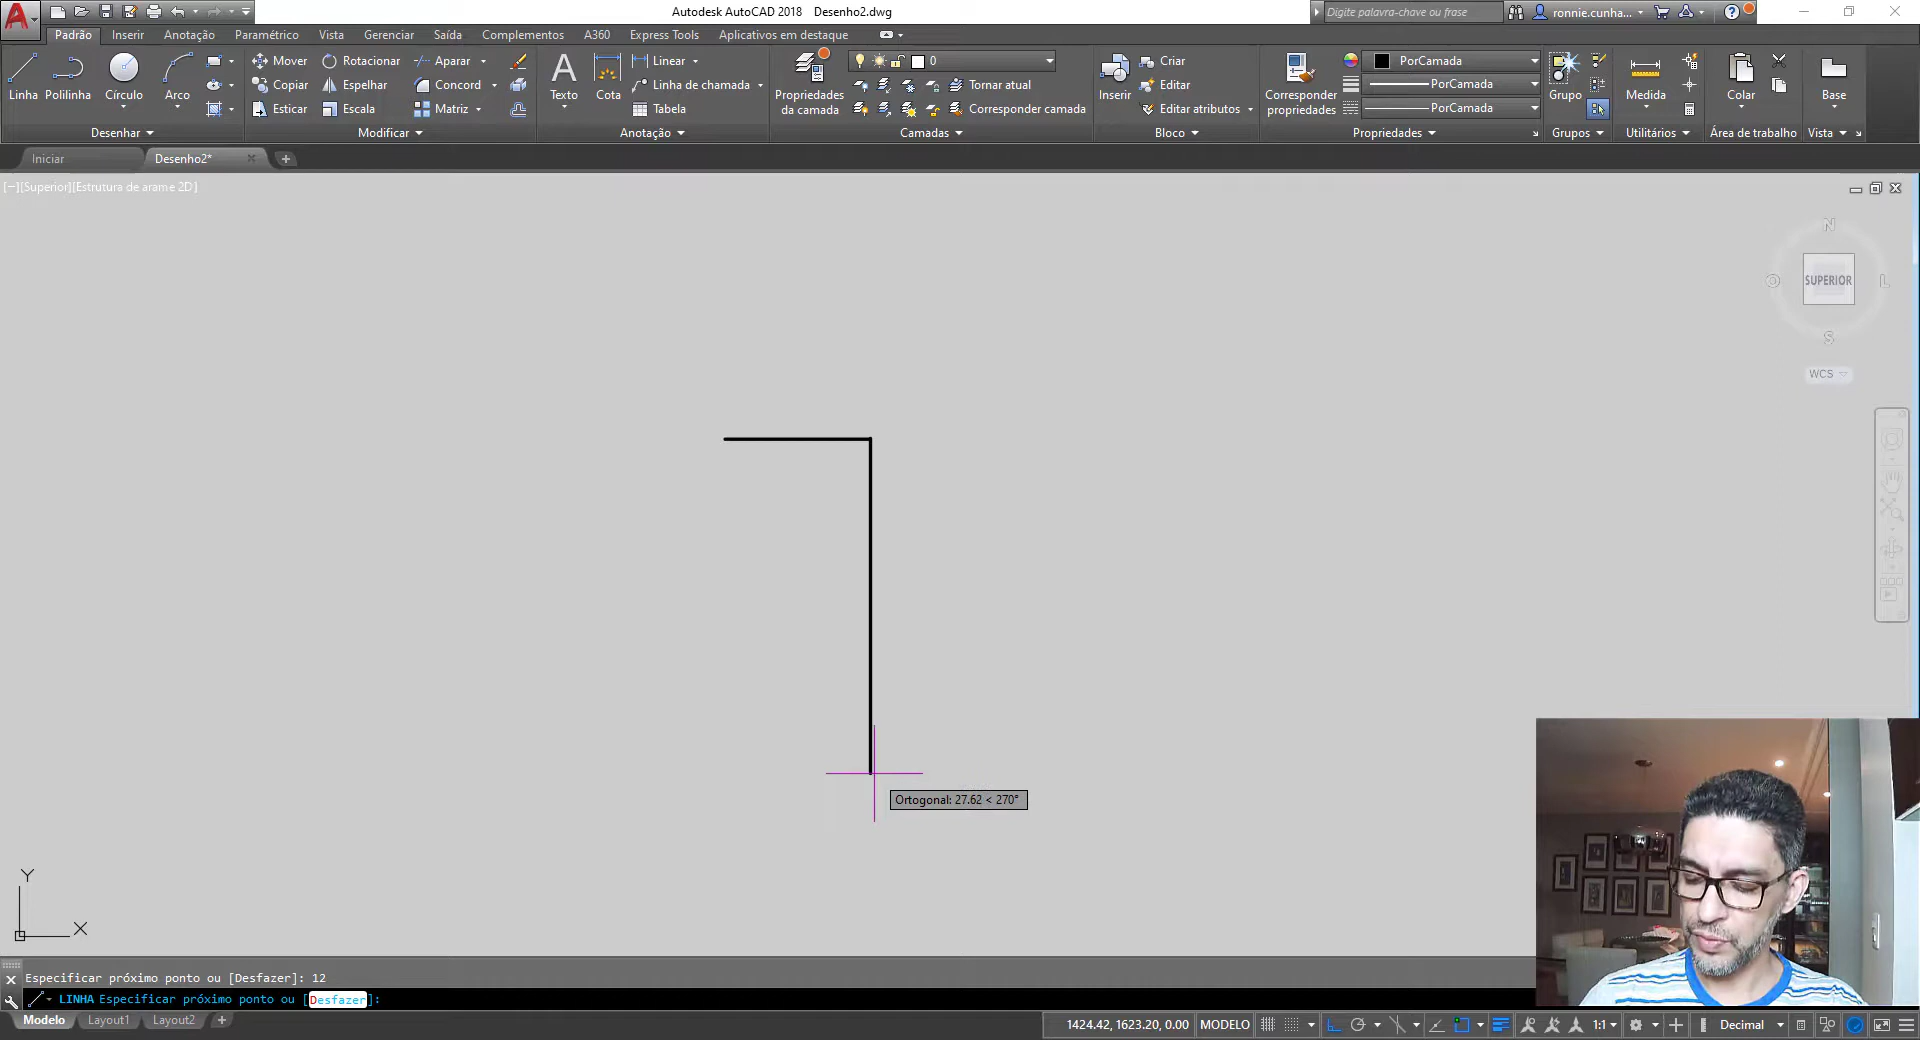 Autodesk AutoCAD 2018 Desenho2.dwg
Digite palavra-chave ou frase
ronnie.cunha...
Padrão Inserir Anotação Paramétrico Vista Gerenciar Saída Complementos A360 Express Tools Aplicativos em destaque
Linha Polilinha Círculo Arco
Mover Rotacionar Aparar
Copiar Espelhar Concord
Esticar Escala Matriz
Texto Cota
Linear
Linha de chamada
Tabela
Propriedades da camada
0
Tornar atual
Corresponder camada
Inserir
Criar
Editar
Editar atributos
Corresponder propriedades
PorCamada
PorCamada
PorCamada
Grupo
Medida
Colar
Base
Desenhar Modificar Anotação Camadas Bloco Propriedades Grupos Utilitários Área de trabalho Vista
Iniciar Desenho2*
[−][Superior][Estrutura de arame 2D]
N
O SUPERIOR L
S
WCS
Ortogonal: 27.62 < 270°
Y
X
Especificar próximo ponto ou [Desfazer]: 12
LINHA Especificar próximo ponto ou [Desfazer]:
Modelo Layout1 Layout2
1424.42, 1623.20, 0.00 MODELO 1:1 Decimal